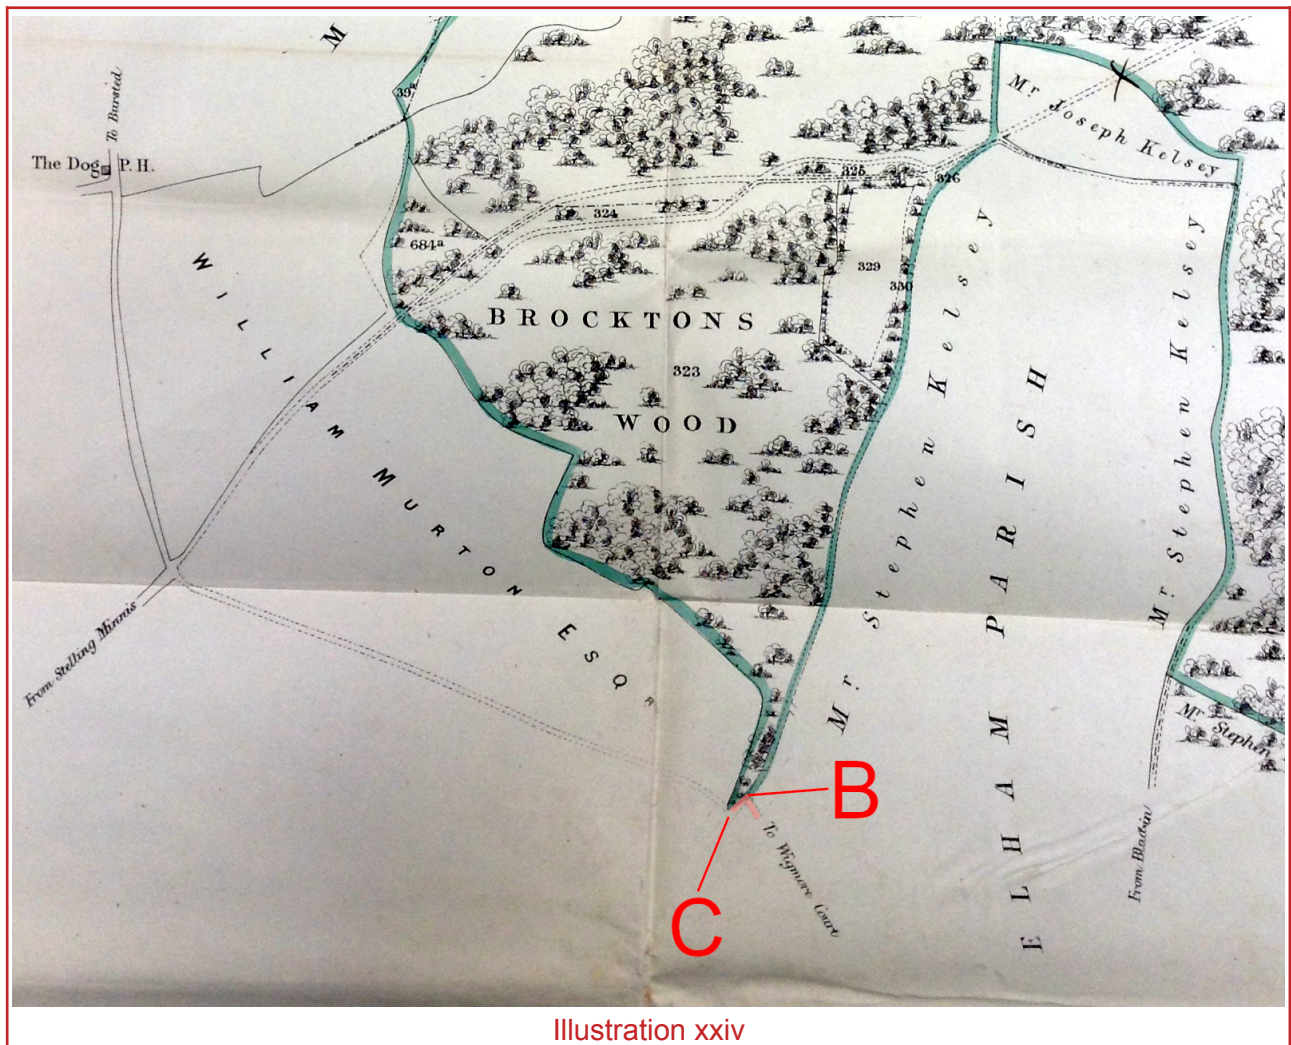 M
39ª
To Bursted
The Dog P. H.
Mr. Joseph Kelsey
325
326
324
684ª
329
330
WILLIAM MURTON ESQR
BROCKTONS
323
WOOD
Mr. Stephen Kelsey
ELHAM PARISH
Mr. Stephen Kelsey
From Stelling Minnis
Mr. Stephen
B
C
To Wigmore Court
From Bladbin
Illustration xxiv